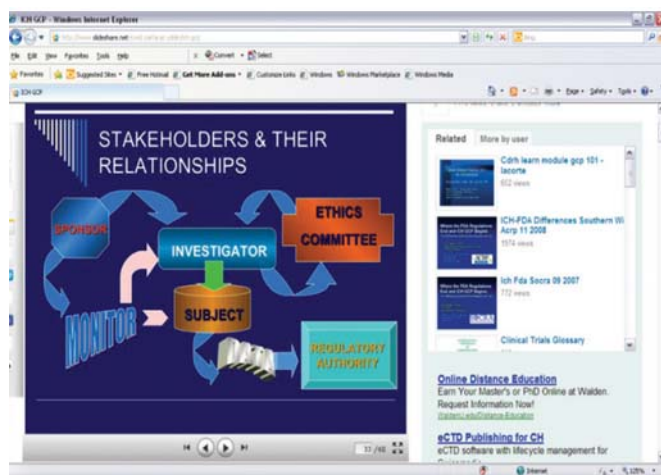 ICH GCP - Windows Internet Explorer
File Edit View Favorites Tools Help
Convert Select
Favorites Suggested Sites Free Hotmail Get More Add-ons Customize Links Windows Windows Marketplace Windows Media
ICH GCP
Page Safety Tools
STAKEHOLDERS & THEIR
RELATIONSHIPS
SPONSOR
ETHICS
COMMITTEE
INVESTIGATOR
MONITOR
SUBJECT
REGULATORY
AUTHORITY
Related More by user
Cdrh learn module gcp 101 -
lacorte
views
ICH-FDA Differences Southern Wi
Acrp 11 2008
1574 views
Ich Fda Socra 09 2007
772 views
Clinical Trials Glossary
Online Distance Education
Earn Your Master's or PhD Online at Walden.
Request Information Now!
WaldenU.edu/Distance-Education
eCTD Publishing for CH
eCTD software with lifecycle management for
Internet
125%